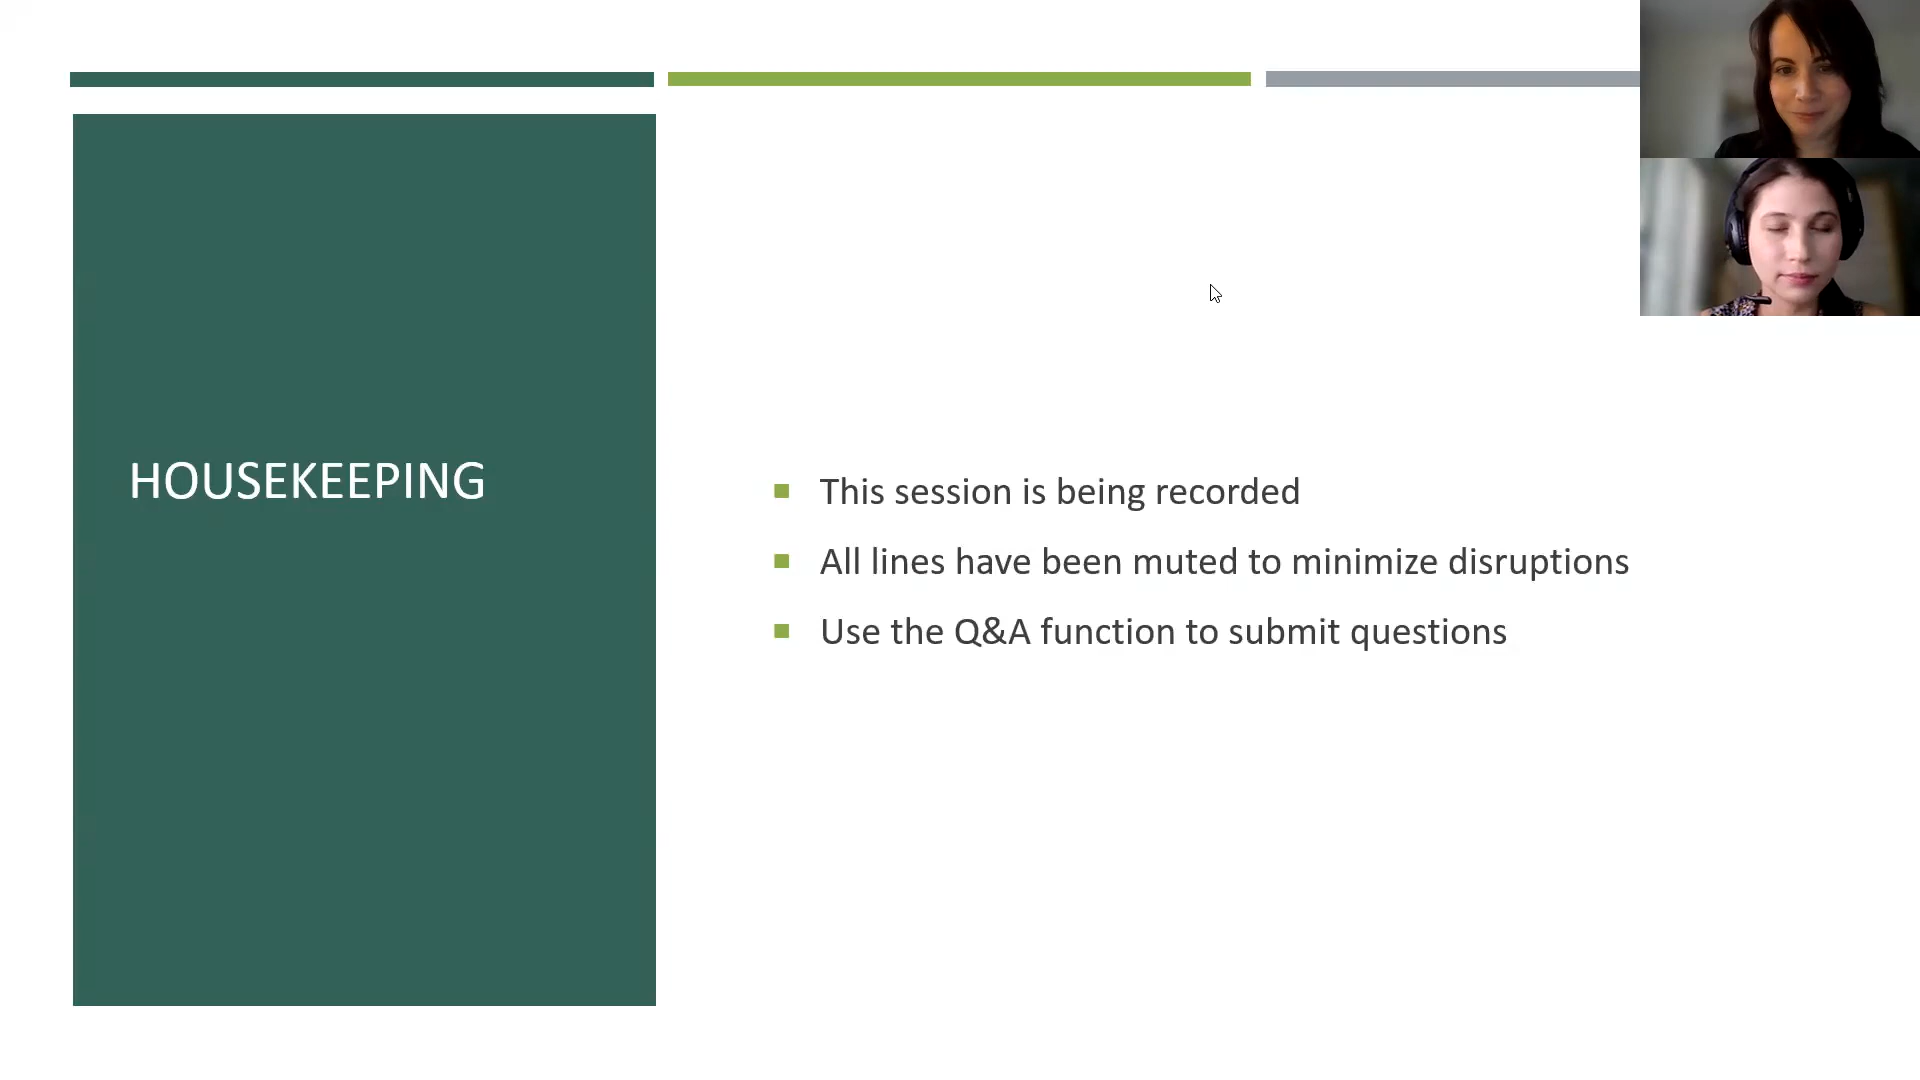 HOUSEKEEPING
This session is being recorded
All lines have been muted to minimize disruptions
Use the Q&A function to submit questions